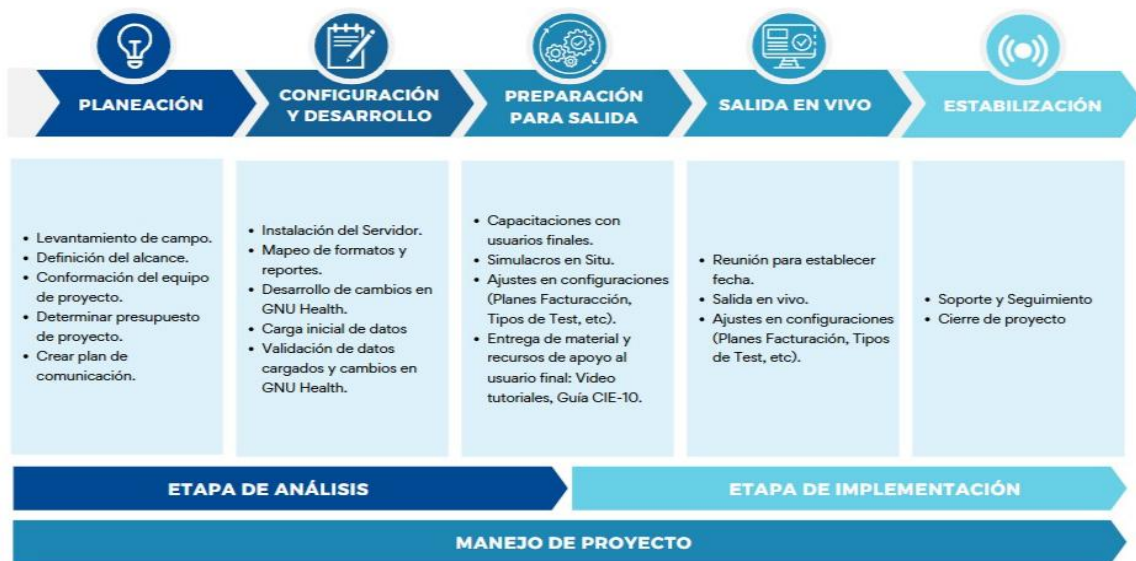 PLANEACIÓN
CONFIGURACIÓN
Y DESARROLLO
PREPARACIÓN
PARA SALIDA
SALIDA EN VIVO
ESTABILIZACIÓN
• Levantamiento de campo.
• Definición del alcance.
• Conformación del equipo
de proyecto.
• Determinar presupuesto
de proyecto.
• Crear plan de
comunicación.
• Instalación del Servidor.
• Mapeo de formatos y
reportes.
• Desarrollo de cambios en
GNU Health.
• Carga inicial de datos
• Validación de datos
cargados y cambios en
GNU Health.
• Capacitaciones con
usuarios finales.
• Simulacros en Situ.
• Ajustes en configuraciones
(Planes Facturacción,
Tipos de Test, etc).
• Entrega de material y
recursos de apoyo al
usuario final: Video
tutoriales, Guía CIE-10.
• Reunión para establecer
fecha.
• Salida en vivo.
• Ajustes en configuraciones
(Planes Facturación, Tipos
de Test, etc).
• Soporte y Seguimiento
• Cierre de proyecto
ETAPA DE ANÁLISIS
ETAPA DE IMPLEMENTACIÓN
MANEJO DE PROYECTO